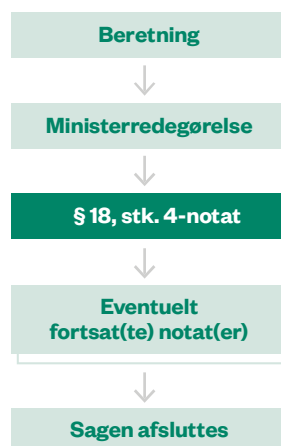 Beretning
Ministerredegørelse
§ 18, stk. 4-notat
Eventuelt
fortsat(te) notat(er)
Sagen afsluttes